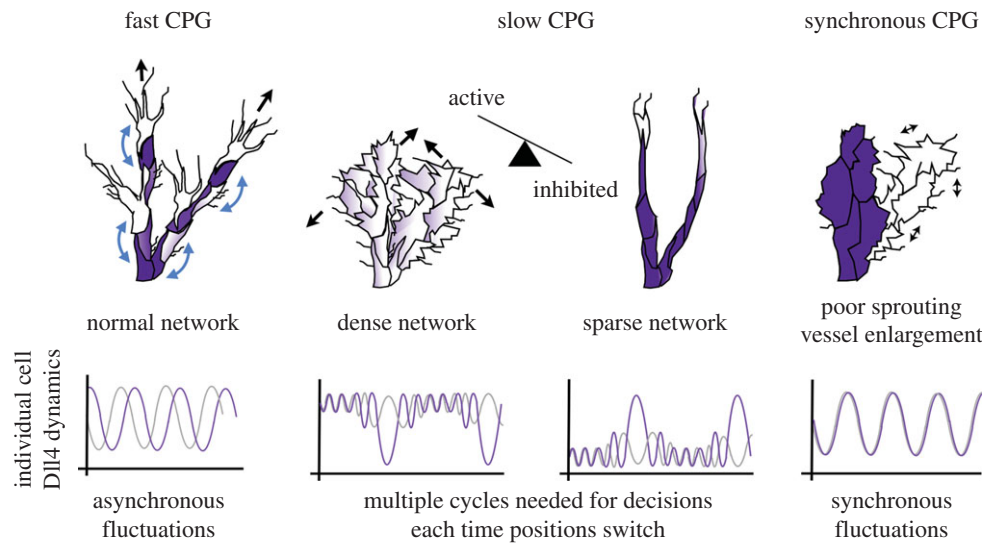 fast CPG
slow CPG
synchronous CPG
active
inhibited
normal network
dense network
sparse network
poor sprouting
vessel enlargement
individual cell
Dll4 dynamics
asynchronous
fluctuations
multiple cycles needed for decisions
each time positions switch
synchronous
fluctuations